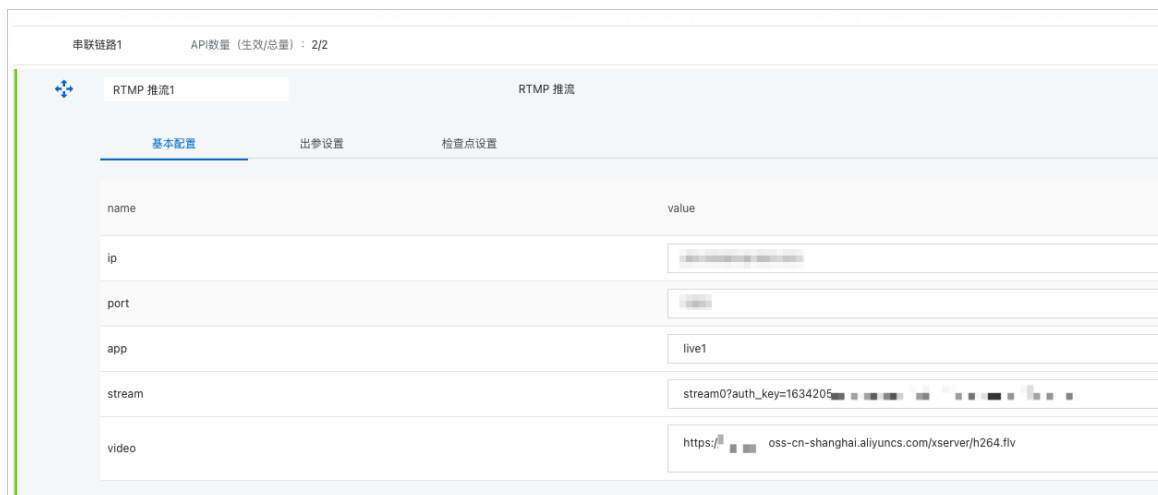 串联链路1 API数量（生效/总量）: 2/2
RTMP 推流1 RTMP 推流
基本配置 出参设置 检查点设置
name value
ip
port
app live1
stream stream0?auth_key=1634205
video https:/ oss-cn-shanghai.aliyuncs.com/xserver/h264.flv